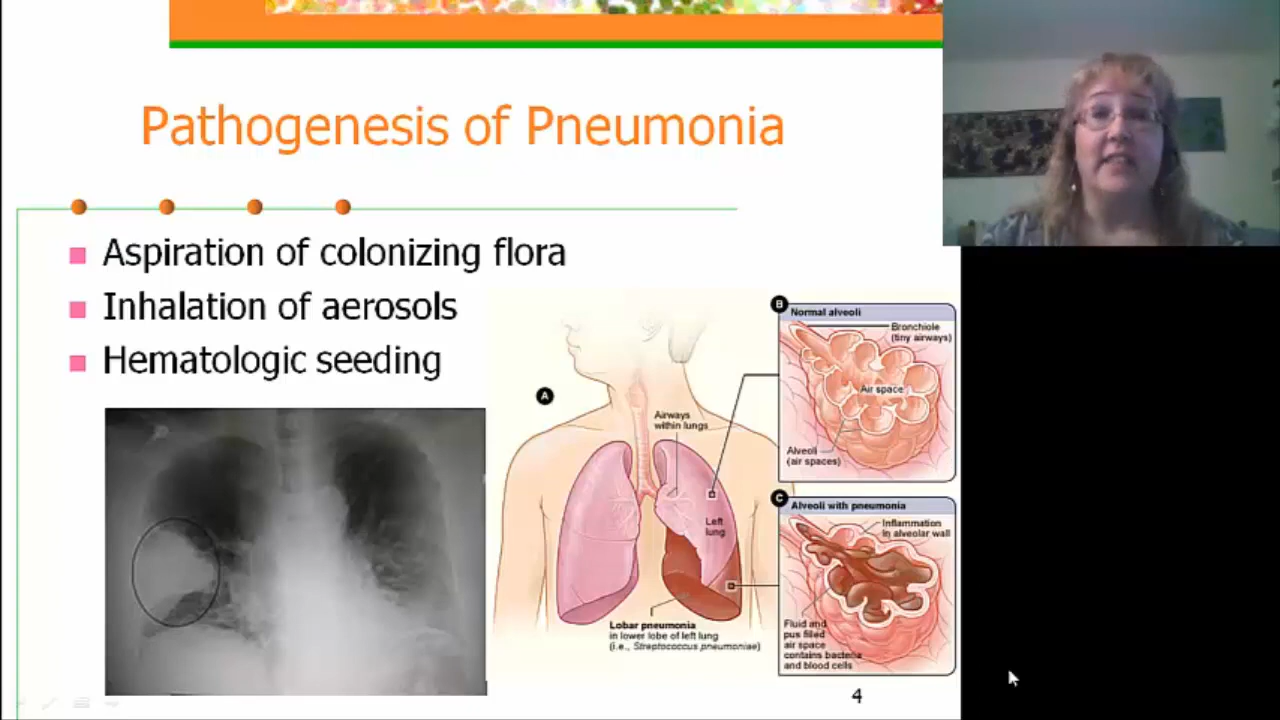 Pathogenesis of Pneumonia
Aspiration of colonizing flora
Inhalation of aerosols
Hematologic seeding
A
Airways
within lungs
Left
lung
Lobar pneumonia
in lower lobe of left lung
(i.e., Streptococcus pneumoniae)
B
Normal alveoli
Bronchiole
(tiny airways)
Air space
Alveoli
(air spaces)
C
Alveoli with pneumonia
Inflammation
in alveolar wall
Fluid and
pus filled
air space
contains bacteria
and blood cells
4